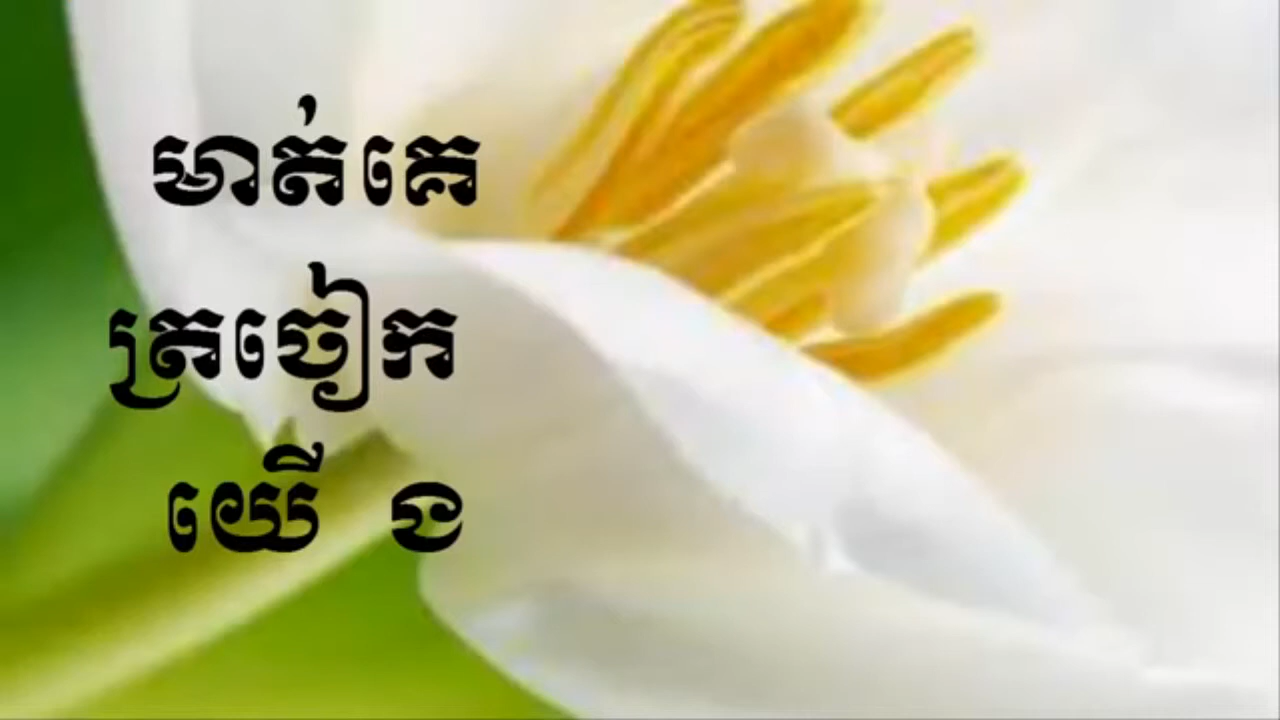 មាត់គេ
ត្រចៀក
យើ ង